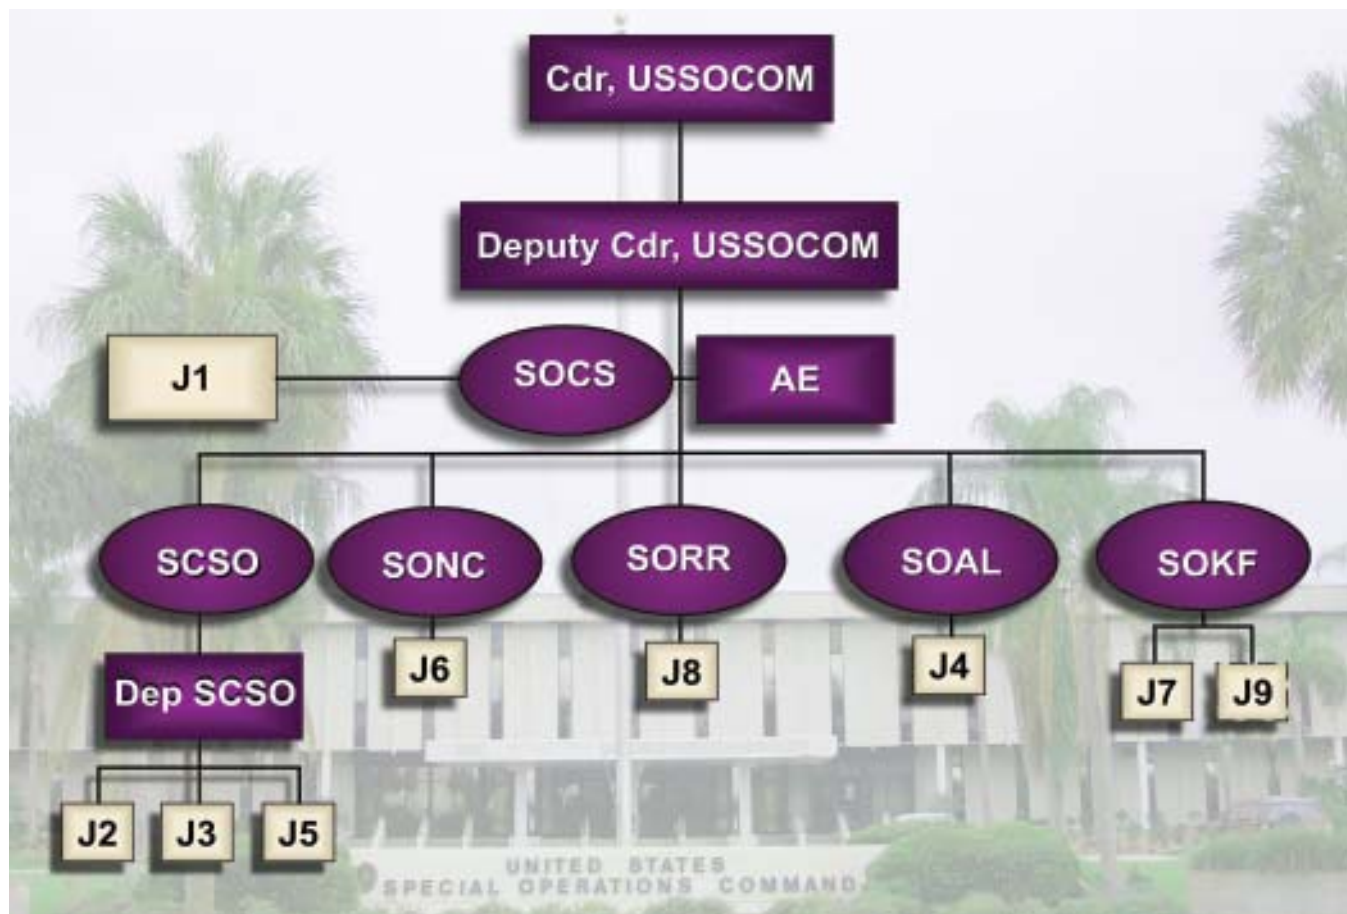 Cdr, USSOCOM
Deputy Cdr, USSOCOM
J1
SOCS
AE
SCSO
SONC
SORR
SOAL
SOKF
J6
J8
J4
J7
J9
Dep SCSO
J2
J3
J5
UNITED STATES
SPECIAL OPERATIONS COMMAND